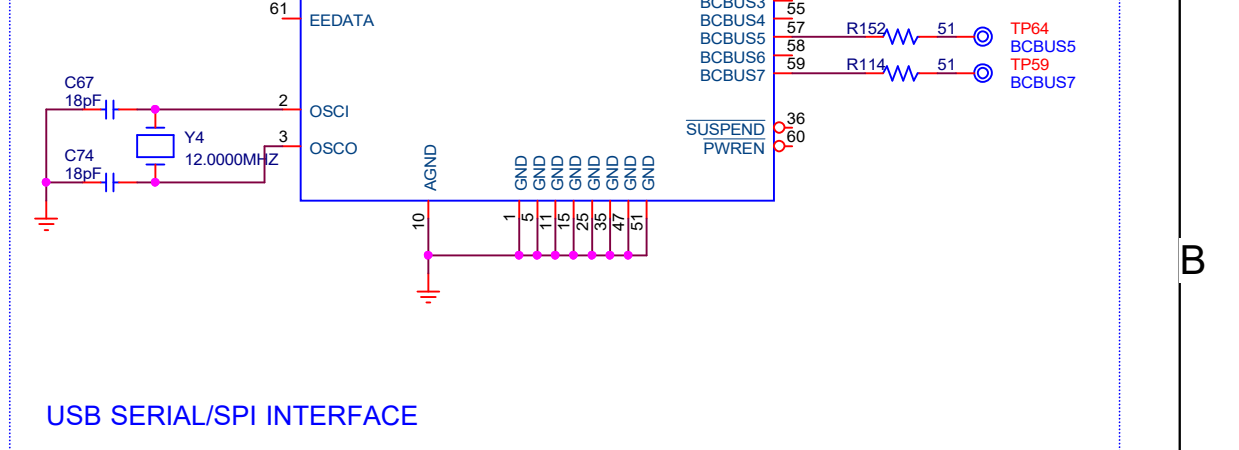 61
EEDATA
BCBUS3
55
BCBUS4
57
BCBUS5
58
BCBUS6
59
BCBUS7
R152
51
TP64
BCBUS5
R114
51
TP59
BCBUS7
C67
18pF
2
OSCI
Y4
12.0000MHZ
3
OSCO
C74
18pF
SUSPEND
36
PWREN
60
AGND
GND
GND
GND
GND
GND
GND
GND
GND
10
1
5
11
15
25
35
47
51
B
USB SERIAL/SPI INTERFACE